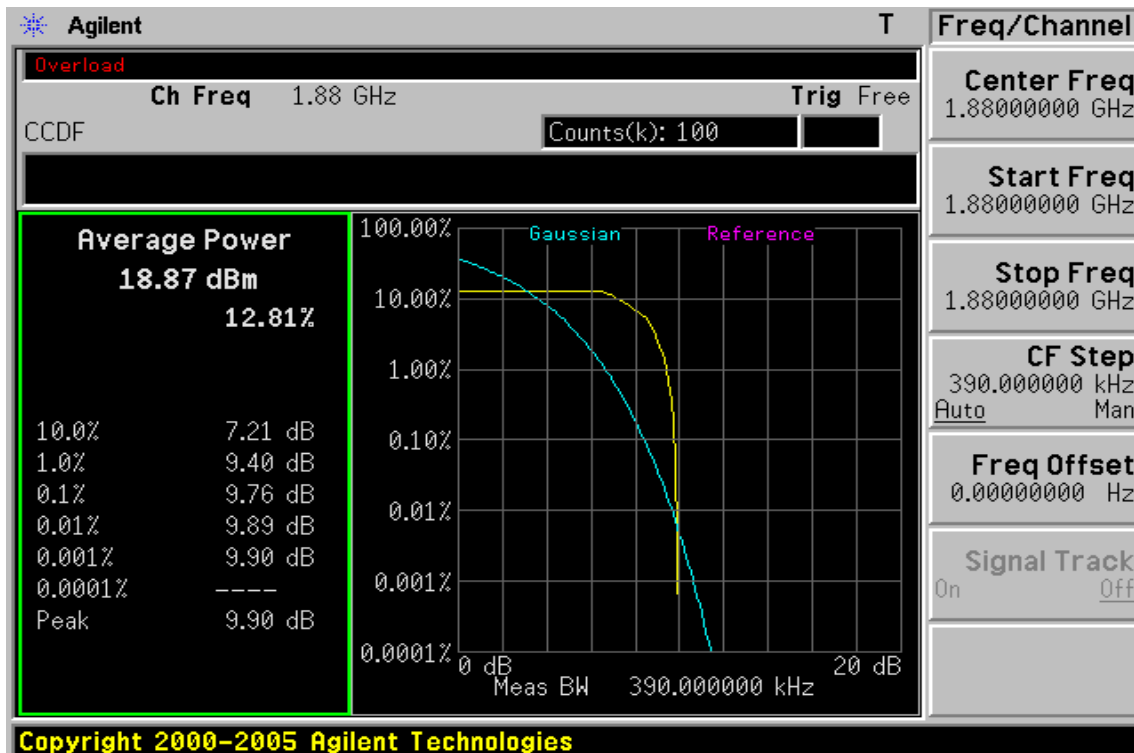 Agilent T
Overload
Ch Freq 1.88 GHz Trig Free
CCDF Counts(k): 100
Average Power
18.87 dBm
12.81%
10.0% 7.21 dB
1.0% 9.40 dB
0.1% 9.76 dB
0.01% 9.89 dB
0.001% 9.90 dB
0.0001% ----
Peak 9.90 dB
Gaussian Reference
100.00%
10.00%
1.00%
0.10%
0.01%
0.001%
0.0001%
0 dB 20 dB
Meas BW 390.000000 kHz
Freq/Channel
Center Freq
1.88000000 GHz
Start Freq
1.88000000 GHz
Stop Freq
1.88000000 GHz
CF Step
390.000000 kHz
Auto Man
Freq Offset
0.00000000 Hz
Signal Track
On Off
Copyright 2000-2005 Agilent Technologies